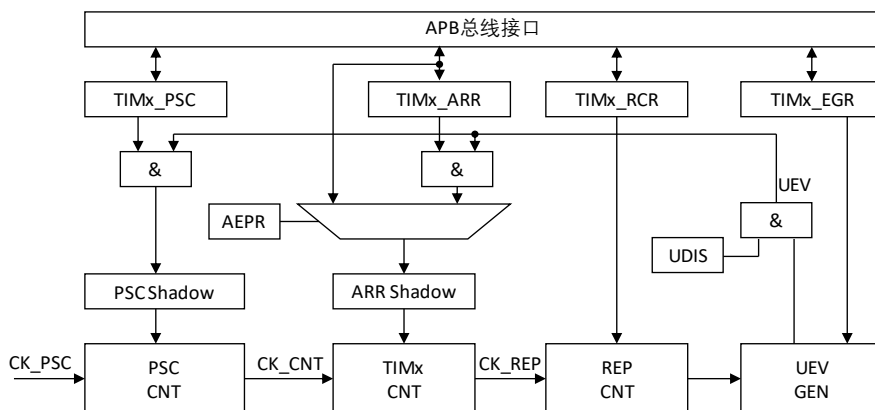 APB总线接口
TIMx_PSC
TIMx_ARR
TIMx_RCR
TIMx_EGR
&
&
UEV
AEPR
&
UDIS
PSC Shadow
ARR Shadow
CK_PSC
PSC
CNT
CK_CNT
TIMx
CNT
CK_REP
REP
CNT
UEV
GEN